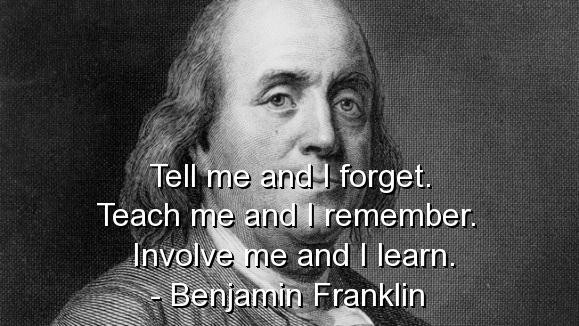 Tell me and I forget.
Teach me and I remember.
Involve me and I learn.
- Benjamin Franklin